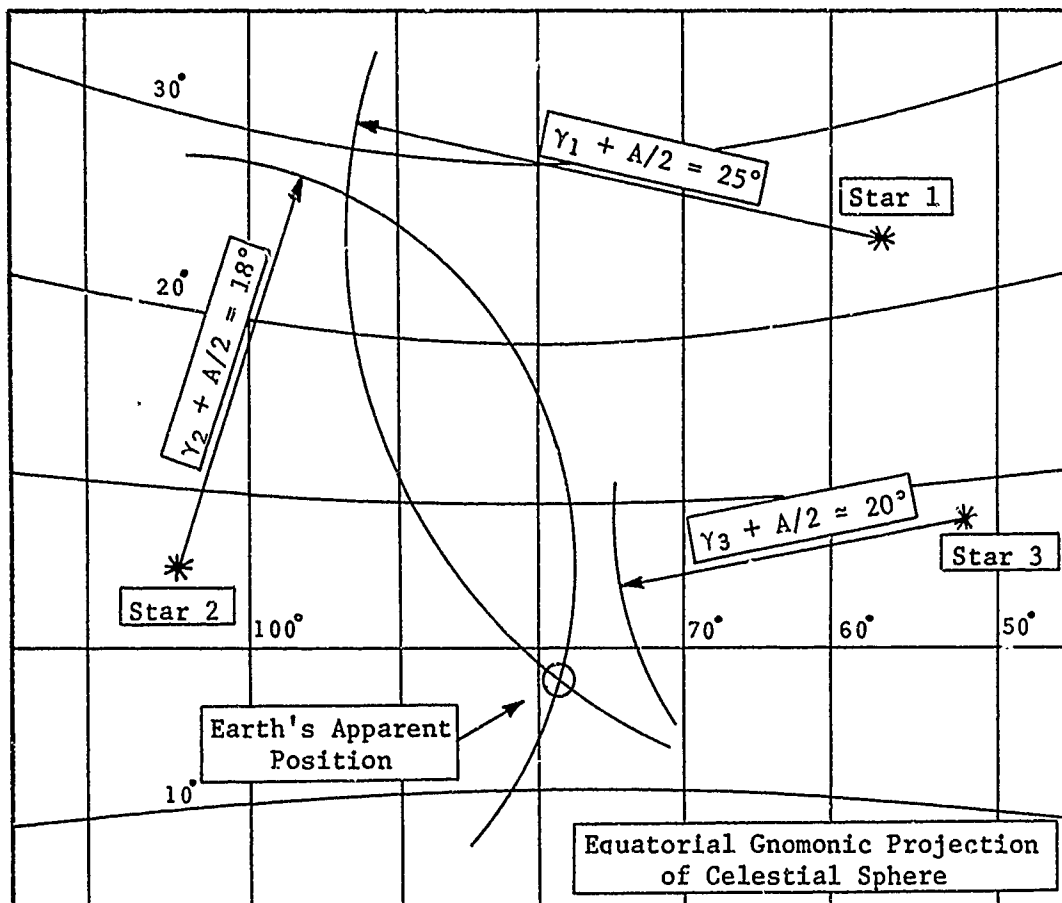 30°
γ1 + A/2 = 25°
Star 1
20°
γ2 + A/2 = 18°
γ3 + A/2 ≃ 20°
Star 3
Star 2
100°
70°
60°
50°
Earth's Apparent
Position
10°
Equatorial Gnomonic Projection
of Celestial Sphere